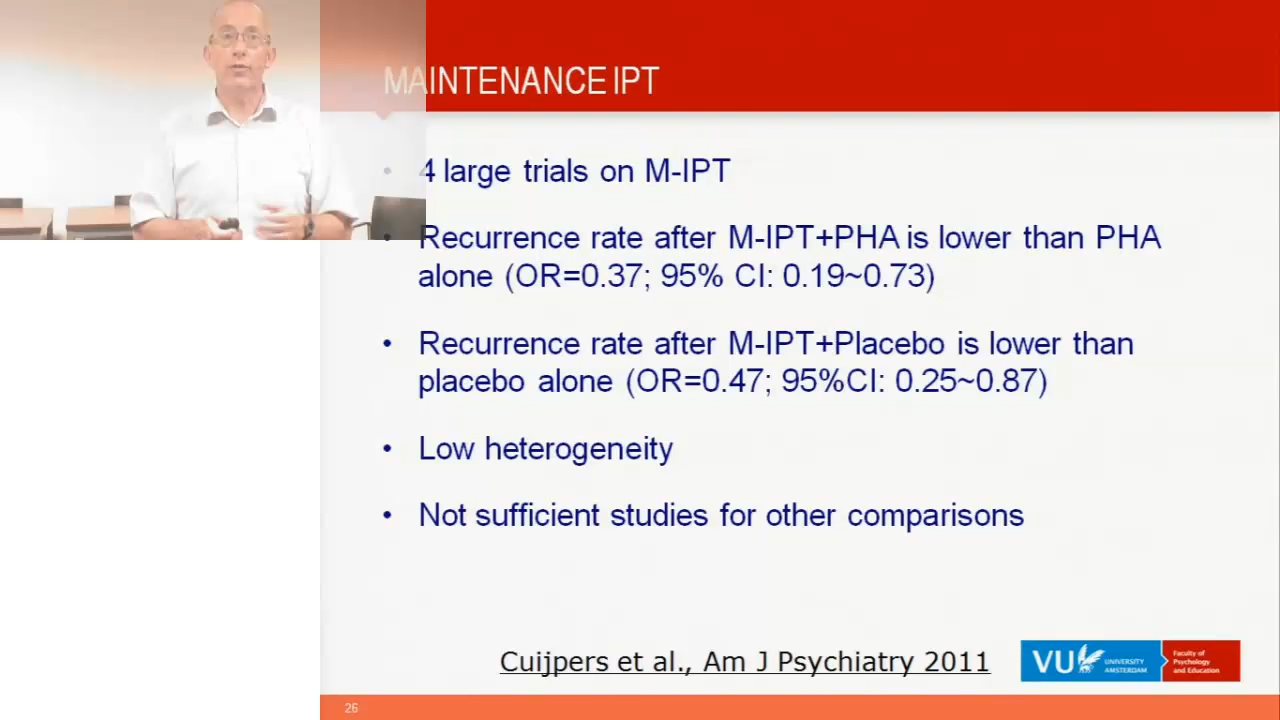 MAINTENANCE IPT
• 4 large trials on M-IPT
• Recurrence rate after M-IPT+PHA is lower than PHA
alone (OR=0.37; 95% CI: 0.19~0.73)
• Recurrence rate after M-IPT+Placebo is lower than
placebo alone (OR=0.47; 95%CI: 0.25~0.87)
• Low heterogeneity
• Not sufficient studies for other comparisons
Cuijpers et al., Am J Psychiatry 2011
VU UNIVERSITY
AMSTERDAM
Faculty of
Psychology
and Education
26